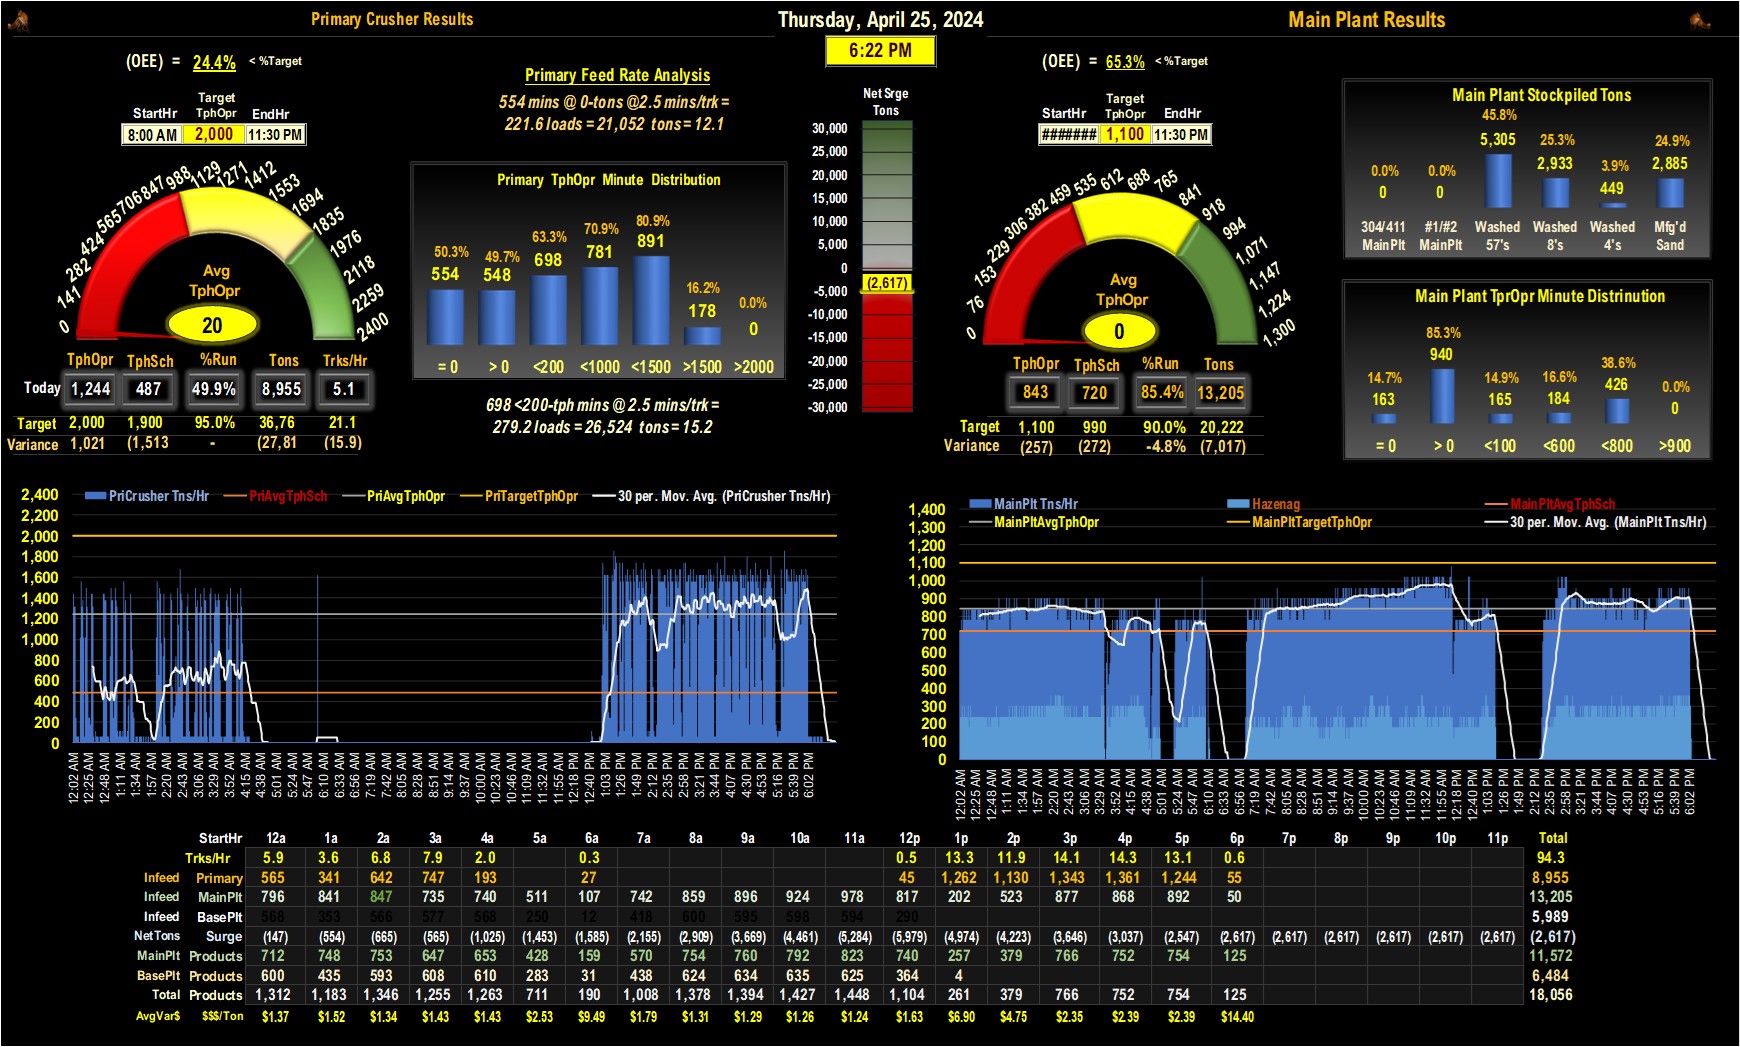 Primary Crusher Results
Thursday, April 25, 2024
Main Plant Results
6:22 PM
(OEE) = 24.4% < %Target
StartHr Target TphOpr EndHr
8:00 AM 2,000 11:30 PM
0 141 282 424 565 706 847 988 1129 1271 1412 1553 1694 1835 1976 2118 2259 2400
Avg
TphOpr
20
TphOpr TphSch %Run Tons Trks/Hr
Today 1,244 487 49.9% 8,955 5.1
Target 2,000 1,900 95.0% 36,76 21.1
Variance 1,021 (1,513 - (27,81 (15.9)
Primary Feed Rate Analysis
554 mins @ 0-tons @2.5 mins/trk =
221.6 loads = 21,052 tons = 12.1
Primary TphOpr Minute Distribution
50.3% 49.7% 63.3% 70.9% 80.9% 16.2% 0.0%
554 548 698 781 891 178 0
= 0 > 0 <200 <1000 <1500 >1500 >2000
698 <200-tph mins @ 2.5 mins/trk =
279.2 loads = 26,524 tons = 15.2
Net Srge
Tons
30,000
25,000
20,000
15,000
10,000
5,000
0
(2,617)
-5,000
-10,000
-15,000
-20,000
-25,000
-30,000
(OEE) = 65.3% < %Target
StartHr Target TphOpr EndHr
####### 1,100 11:30 PM
0 76 153 229 306 382 459 535 612 688 765 841 918 994 1,071 1,147 1,224 1,300
Avg
TphOpr
0
TphOpr TphSch %Run Tons
843 720 85.4% 13,205
Target 1,100 990 90.0% 20,222
Variance (257) (272) -4.8% (7,017)
Main Plant Stockpiled Tons
0.0% 0.0% 45.8% 25.3% 3.9% 24.9%
0 0 5,305 2,933 449 2,885
304/411 #1/#2 Washed Washed Washed Mfg'd
MainPlt MainPlt 57's 8's 4's Sand
Main Plant TprOpr Minute Distrinution
14.7% 85.3% 14.9% 16.6% 38.6% 0.0%
163 940 165 184 426 0
= 0 > 0 <100 <600 <800 >900
PriCrusher Tns/Hr PriAvgTphSch PriAvgTphOpr PriTargetTphOpr 30 per. Mov. Avg. (PriCrusher Tns/Hr)
2,400
2,200
2,000
1,800
1,600
1,400
1,200
1,000
800
600
400
200
0
12:02 AM 12:25 AM 12:48 AM 1:11 AM 1:34 AM 1:57 AM 2:20 AM 2:43 AM 3:06 AM 3:29 AM 3:52 AM 4:15 AM 4:38 AM 5:01 AM 5:24 AM 5:47 AM 6:10 AM 6:33 AM 6:56 AM 7:19 AM 7:42 AM 8:05 AM 8:28 AM 8:51 AM 9:14 AM 9:37 AM 10:00 AM 10:23 AM 10:46 AM 11:09 AM 11:32 AM 11:55 AM 12:18 PM 12:40 PM 1:03 PM 1:26 PM 1:49 PM 2:12 PM 2:35 PM 2:58 PM 3:21 PM 3:44 PM 4:07 PM 4:30 PM 4:53 PM 5:16 PM 5:39 PM 6:02 PM
MainPlt Tns/Hr Hazenag MainPltAvgTphSch
MainPltAvgTphOpr MainPltTargetTphOpr 30 per. Mov. Avg. (MainPlt Tns/Hr)
1,400
1,300
1,200
1,100
1,000
900
800
700
600
500
400
300
200
100
0
12:02 AM 12:25 AM 12:48 AM 1:11 AM 1:34 AM 1:57 AM 2:20 AM 2:43 AM 3:06 AM 3:29 AM 3:52 AM 4:15 AM 4:38 AM 5:01 AM 5:24 AM 5:47 AM 6:10 AM 6:33 AM 6:56 AM 7:19 AM 7:42 AM 8:05 AM 8:28 AM 8:51 AM 9:14 AM 9:37 AM 10:00 AM 10:23 AM 10:46 AM 11:09 AM 11:32 AM 11:55 AM 12:18 PM 12:40 PM 1:03 PM 1:26 PM 1:49 PM 2:12 PM 2:35 PM 2:58 PM 3:21 PM 3:44 PM 4:07 PM 4:30 PM 4:53 PM 5:16 PM 5:39 PM 6:02 PM
StartHr 12a 1a 2a 3a 4a 5a 6a 7a 8a 9a 10a 11a 12p 1p 2p 3p 4p 5p 6p 7p 8p 9p 10p 11p Total
Trks/Hr 5.9 3.6 6.8 7.9 2.0 0.3 0.5 13.3 11.9 14.1 14.3 13.1 0.6 94.3
Infeed Primary 565 341 642 747 193 27 45 1,262 1,130 1,343 1,361 1,244 55 8,955
Infeed MainPlt 796 841 847 735 740 511 107 742 859 896 924 978 817 202 523 877 868 892 50 13,205
Infeed BasePlt 568 353 566 577 568 250 12 418 600 595 598 594 290 5,989
NetTons Surge (147) (554) (665) (565) (1,025) (1,453) (1,585) (2,155) (2,909) (3,669) (4,461) (5,284) (5,979) (4,974) (4,223) (3,646) (3,037) (2,547) (2,617) (2,617) (2,617) (2,617) (2,617) (2,617) (2,617)
MainPlt Products 712 748 753 647 653 428 159 570 754 760 792 823 740 257 379 766 752 754 125 11,572
BasePlt Products 600 435 593 608 610 283 31 438 624 634 635 625 364 4 6,484
Total Products 1,312 1,183 1,346 1,255 1,263 711 190 1,008 1,378 1,394 1,427 1,448 1,104 261 379 766 752 754 125 18,056
AvgVar$ $$$/Ton $1.37 $1.52 $1.34 $1.43 $1.43 $2.53 $9.49 $1.79 $1.31 $1.29 $1.26 $1.24 $1.63 $6.90 $4.75 $2.35 $2.39 $2.39 $14.40